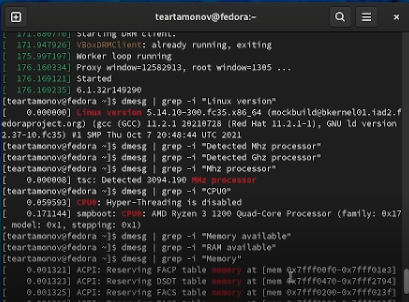 teartamonov@fedora:~
[  171.880710] Starting DRM client.
[  171.947926] VBoxDRMClient: already running, exiting
[  175.997197] Worker loop running
[  176.160334] Proxy window=12582913, root window=1305 ...
[  176.169121] Started
[  176.169235] 6.1.32r149290
[teartamonov@fedora ~]$ dmesg | grep -i "Linux version"
[    0.000000] Linux version 5.14.10-300.fc35.x86_64 (mockbuild@bkernel01.iad2.f
edoraproject.org) (gcc (GCC) 11.2.1 20210728 (Red Hat 11.2.1-1), GNU ld version
2.37-10.fc35) #1 SMP Thu Oct 7 20:48:44 UTC 2021
[teartamonov@fedora ~]$ dmesg | grep -i "Detected Mhz processor"
[teartamonov@fedora ~]$ dmesg | grep -i "Detected Ghz processor"
[teartamonov@fedora ~]$ dmesg | grep -i "Mhz processor"
[    0.000008] tsc: Detected 3094.190 MHz processor
[teartamonov@fedora ~]$ dmesg | grep -i "CPU0"
[    0.059593] CPU0: Hyper-Threading is disabled
[    0.171144] smpboot: CPU0: AMD Ryzen 3 1200 Quad-Core Processor (family: 0x17
, model: 0x1, stepping: 0x1)
[teartamonov@fedora ~]$ dmesg | grep -i "Memory available"
[teartamonov@fedora ~]$ dmesg | grep -i "RAM available"
[teartamonov@fedora ~]$ dmesg | grep -i "Memory"
[    0.001321] ACPI: Reserving FACP table memory at [mem 0x7fff00f0-0x7fff01e3]
[    0.001325] ACPI: Reserving DSDT table memory at [mem 0x7fff0470-0x7fff2794]
[    0.001325] ACPI: Reserving FACS table memory at [mem 0x7fff0200-0x7fff023f]